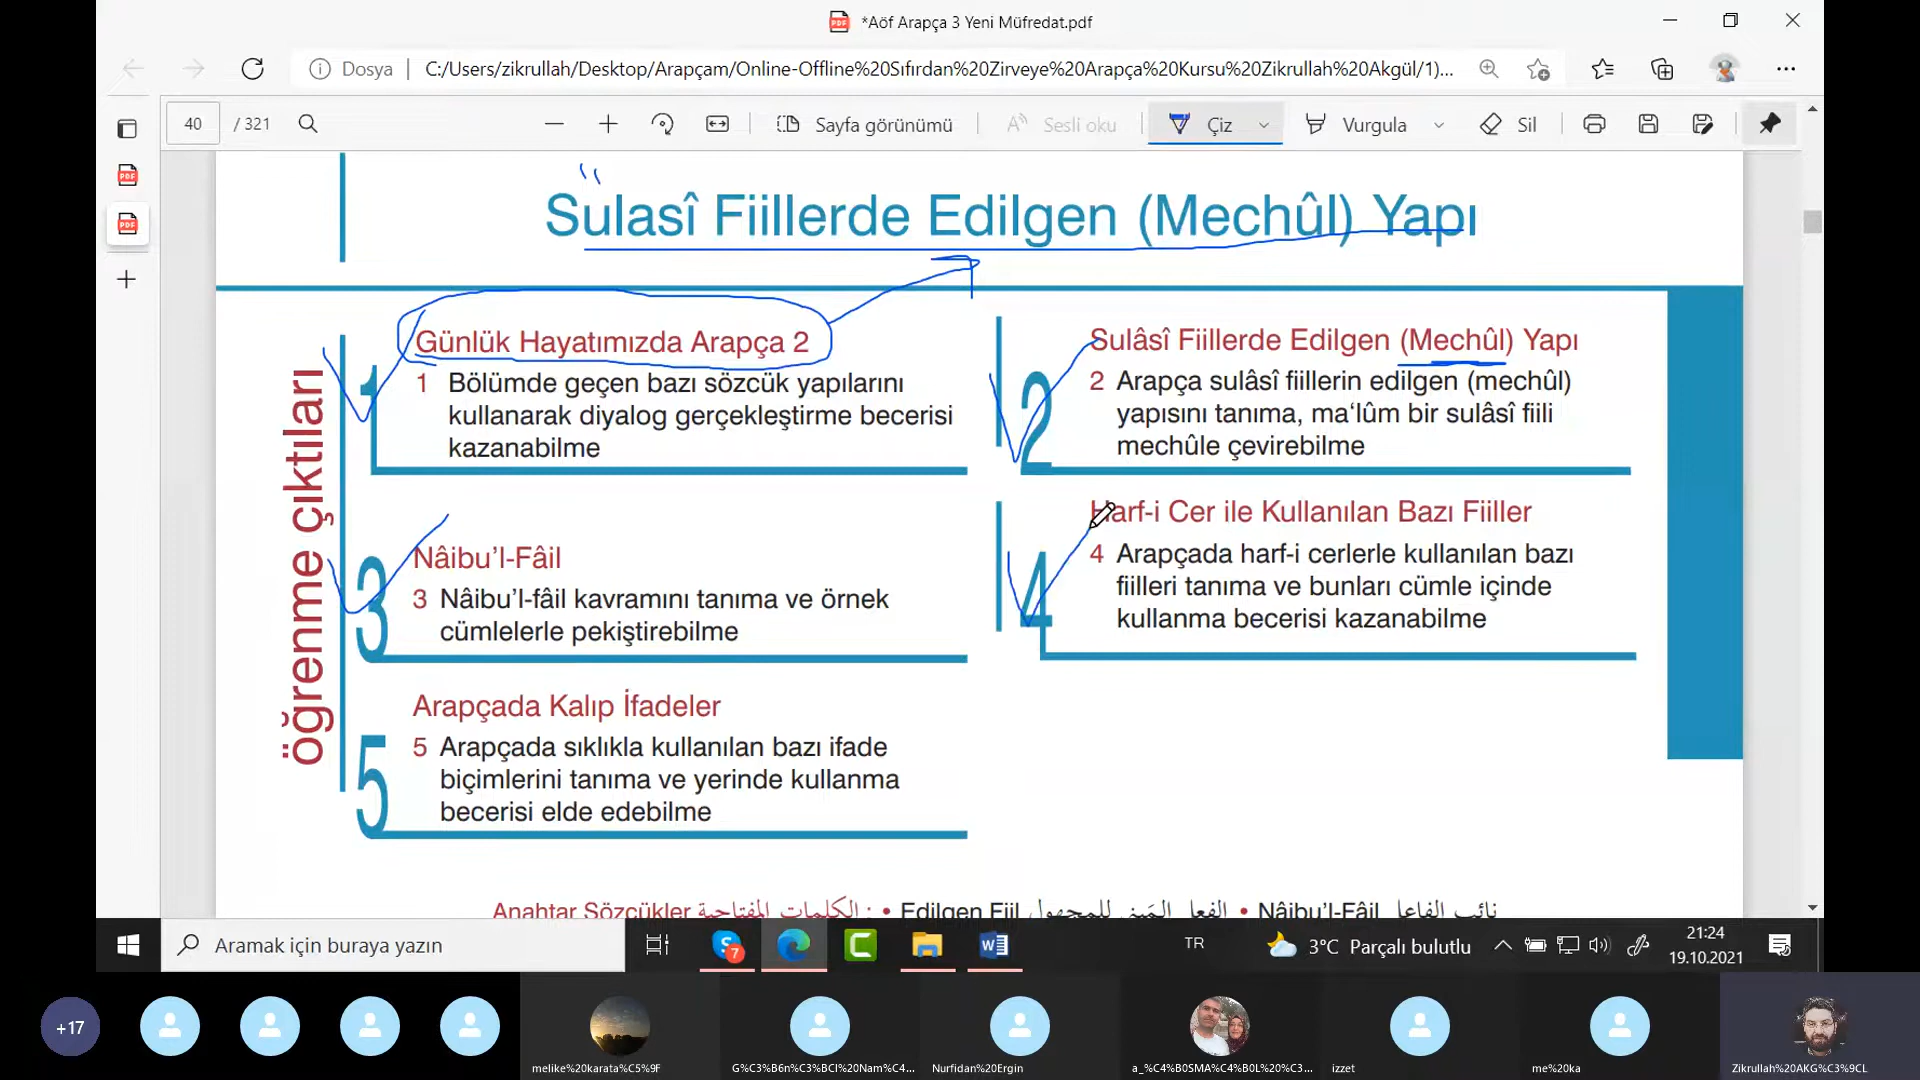 *Aöf Arapça 3 Yeni Müfredat.pdf
Dosya
C:/Users/zikrullah/Desktop/Arapçam/Online-Offline%20Sıfırdan%20Zirveye%20Arapça%20Kursu%20Zikrullah%20Akgül/1)...
40 / 321
Sayfa görünümü
Sesli oku
Çiz
Vurgula
Sil
Sulasî Fiillerde Edilgen (Mechûl) Yapı
öğrenme çıktıları
1
Günlük Hayatımızda Arapça 2
1 Bölümde geçen bazı sözcük yapılarını
kullanarak diyalog gerçekleştirme becerisi
kazanabilme
2
Sulâsî Fiillerde Edilgen (Mechûl) Yapı
2 Arapça sulâsî fiillerin edilgen (mechûl)
yapısını tanıma, ma‘lûm bir sulâsî fiili
mechûle çevirebilme
3
Nâibu’l-Fâil
3 Nâibu’l-fâil kavramını tanıma ve örnek
cümlelerle pekiştirebilme
4
Harf-i Cer ile Kullanılan Bazı Fiiller
4 Arapçada harf-i cerlerle kullanılan bazı
fiilleri tanıma ve bunları cümle içinde
kullanma becerisi kazanabilme
5
Arapçada Kalıp İfadeler
5 Arapçada sıklıkla kullanılan bazı ifade
biçimlerini tanıma ve yerinde kullanma
becerisi elde edebilme
Anahtar Sözcükler الكلمات المفتاحية : • Edilgen Fiil الفعل المَبني للمجهول • Nâibu’l-Fâil نائب الفاعل
Aramak için buraya yazın
7
TR
3°C Parçalı bulutlu
21:24
19.10.2021
+17
melike%20karata%C5%9F
G%C3%B6n%C3%BCl%20Nam%C4...
Nurfidan%20Ergin
a_%C4%B0SMA%C4%B0L%20%C3...
izzet
me%20ka
Zikrullah%20AKG%C3%9CL